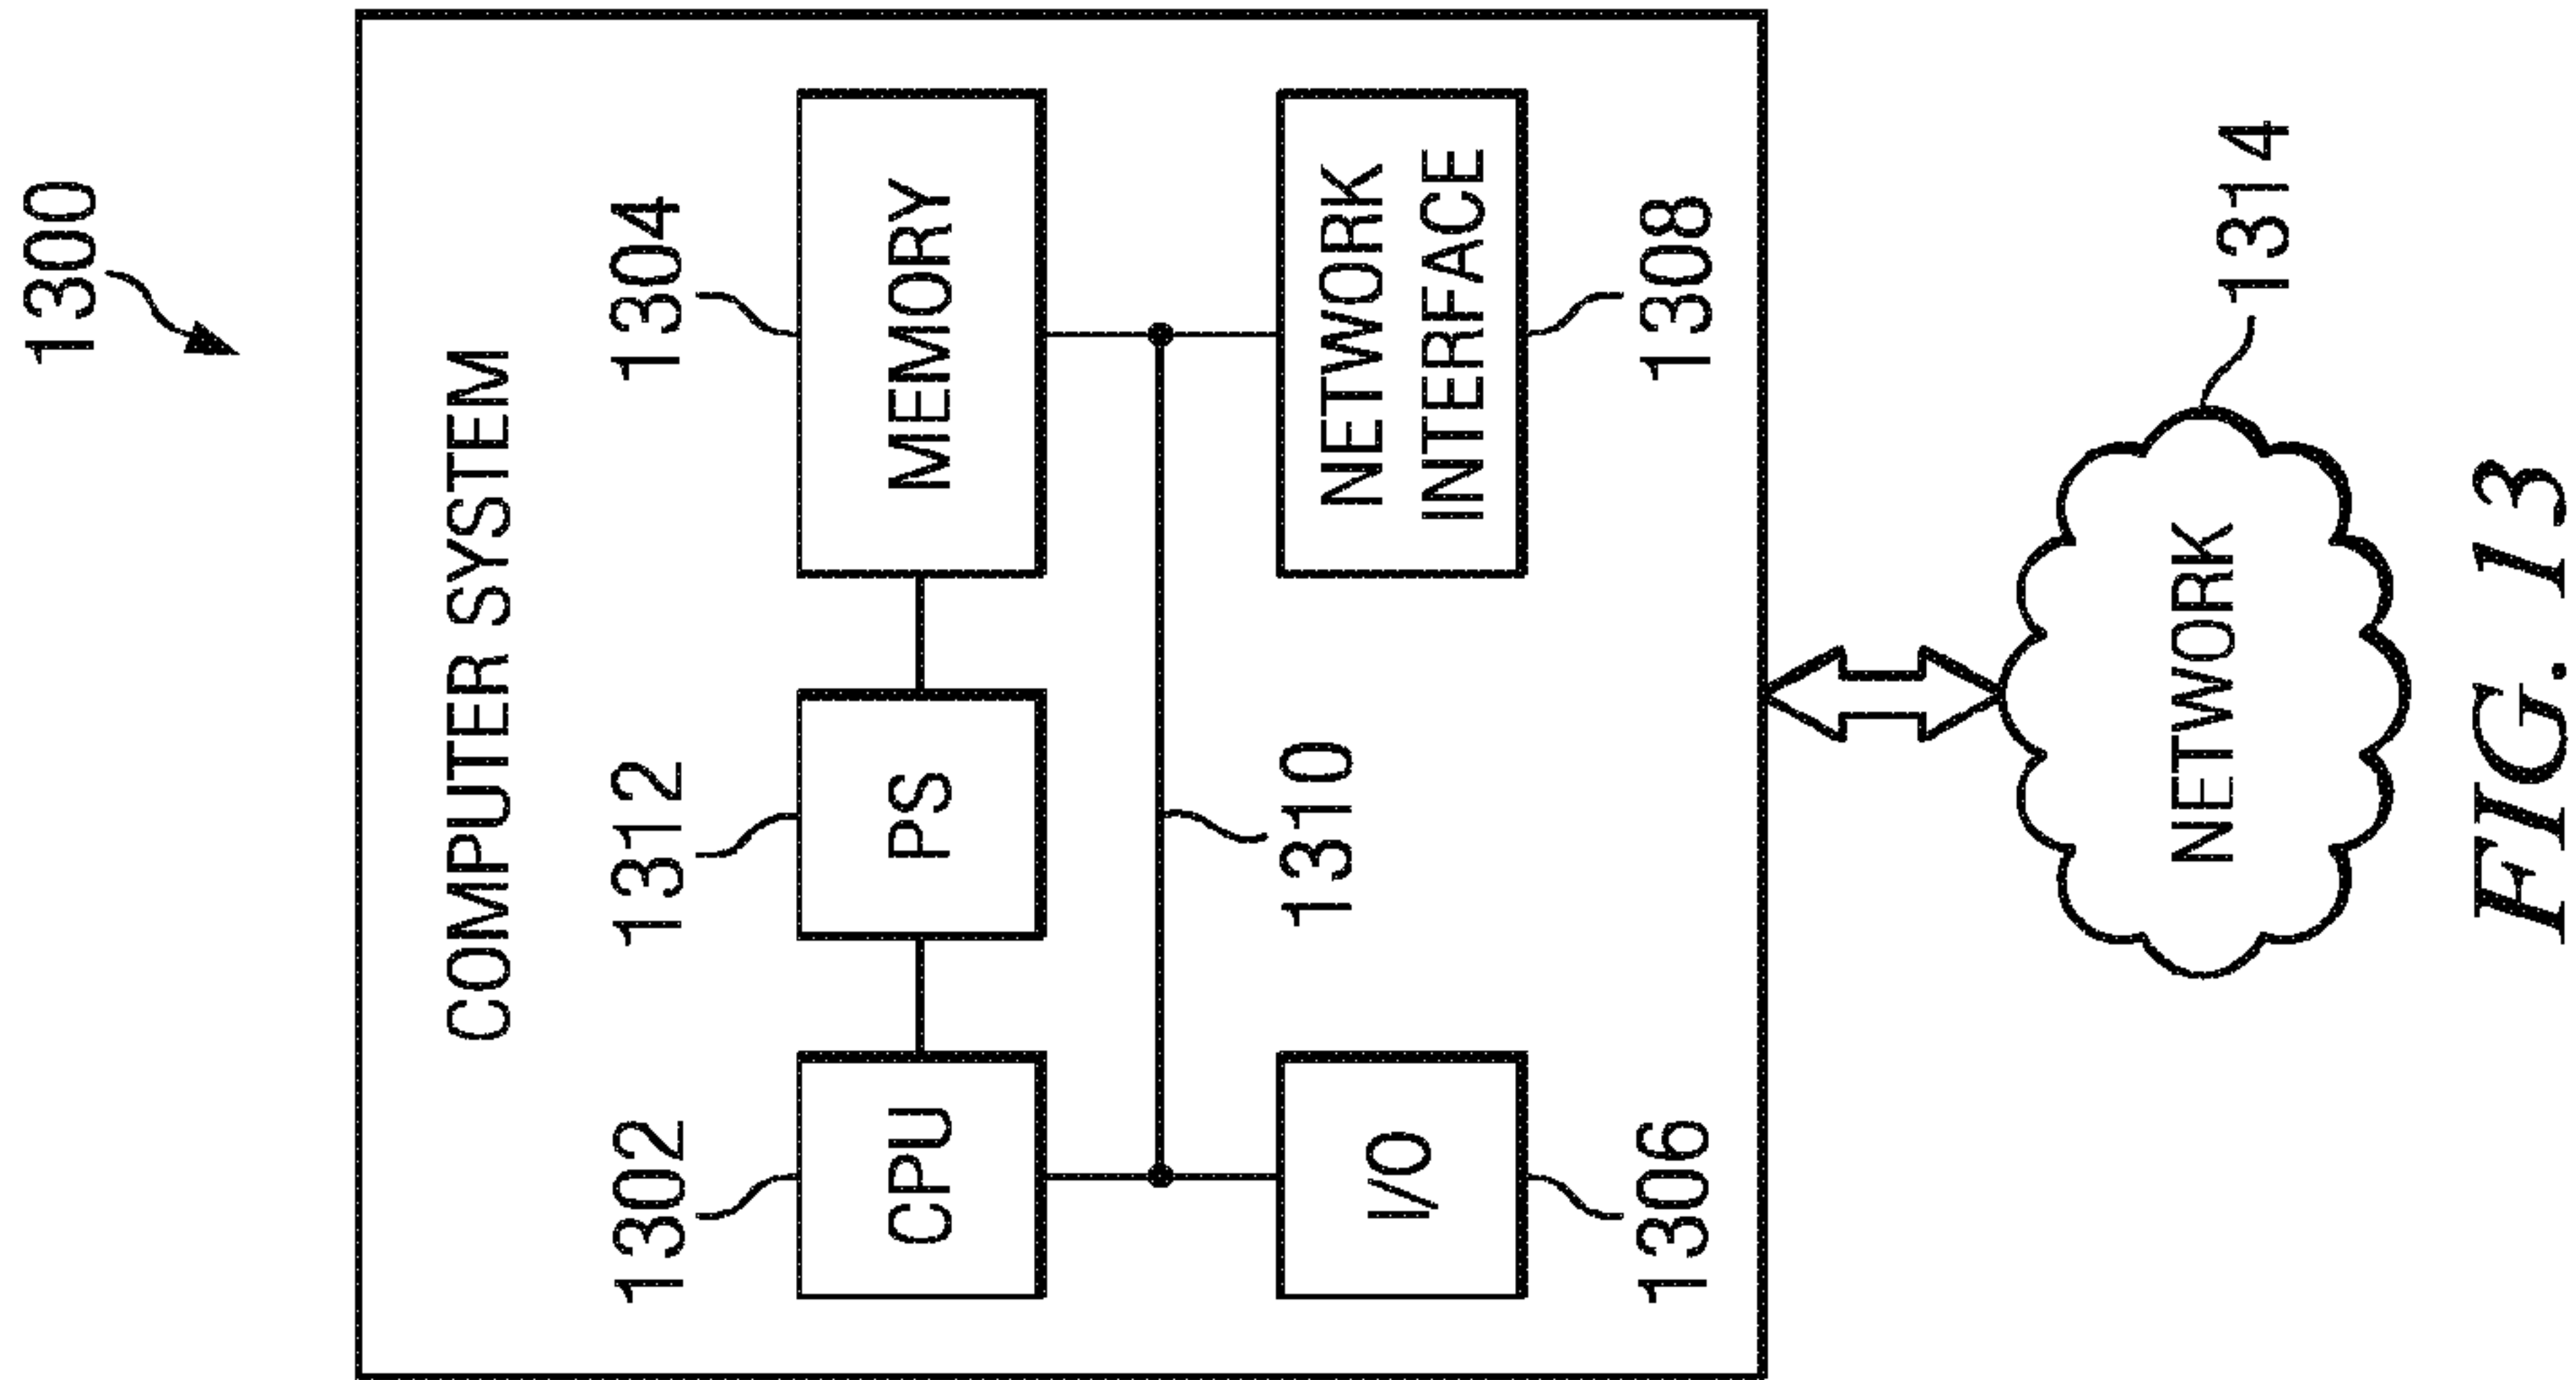 1300
COMPUTER SYSTEM
1302
1312
1304
CPU
PS
MEMORY
1310
I/O
NETWORK
INTERFACE
1306
1308
NETWORK
1314
FIG. 13